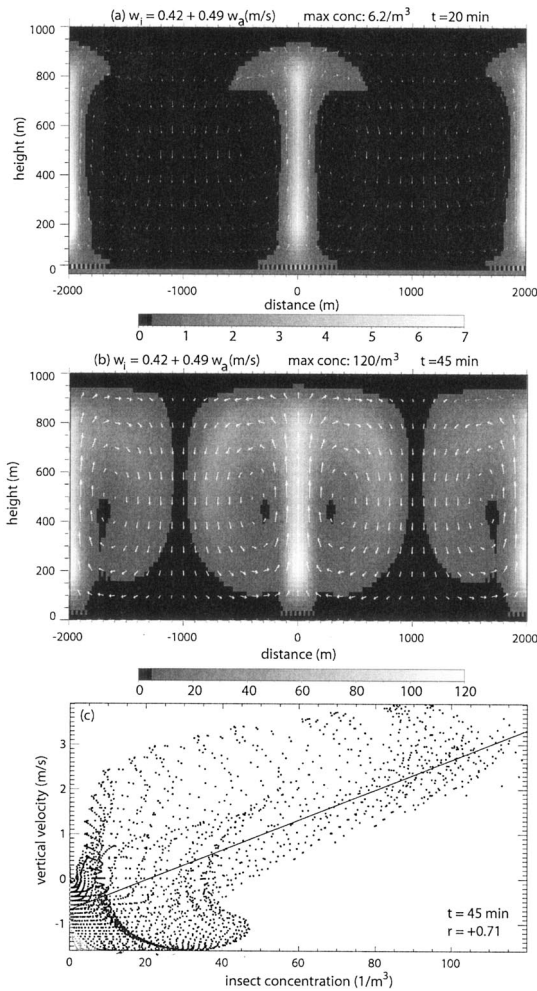 (a) wᵢ = 0.42 + 0.49 wₐ(m/s) max conc: 6.2/m³ t=20 min
1000
800
600
400
200
0
height (m)
-2000 -1000 0 1000 2000
distance (m)
0 1 2 3 4 5 6 7
(b) wᵢ = 0.42 + 0.49 wₐ(m/s) max conc: 120/m³ t=45 min
1000
800
600
400
200
0
height (m)
-2000 -1000 0 1000 2000
distance (m)
0 20 40 60 80 100 120
(c)
3
2
1
0
-1
vertical velocity (m/s)
t = 45 min
r = +0.71
0 20 40 60 80 100
insect concentration (1/m³)